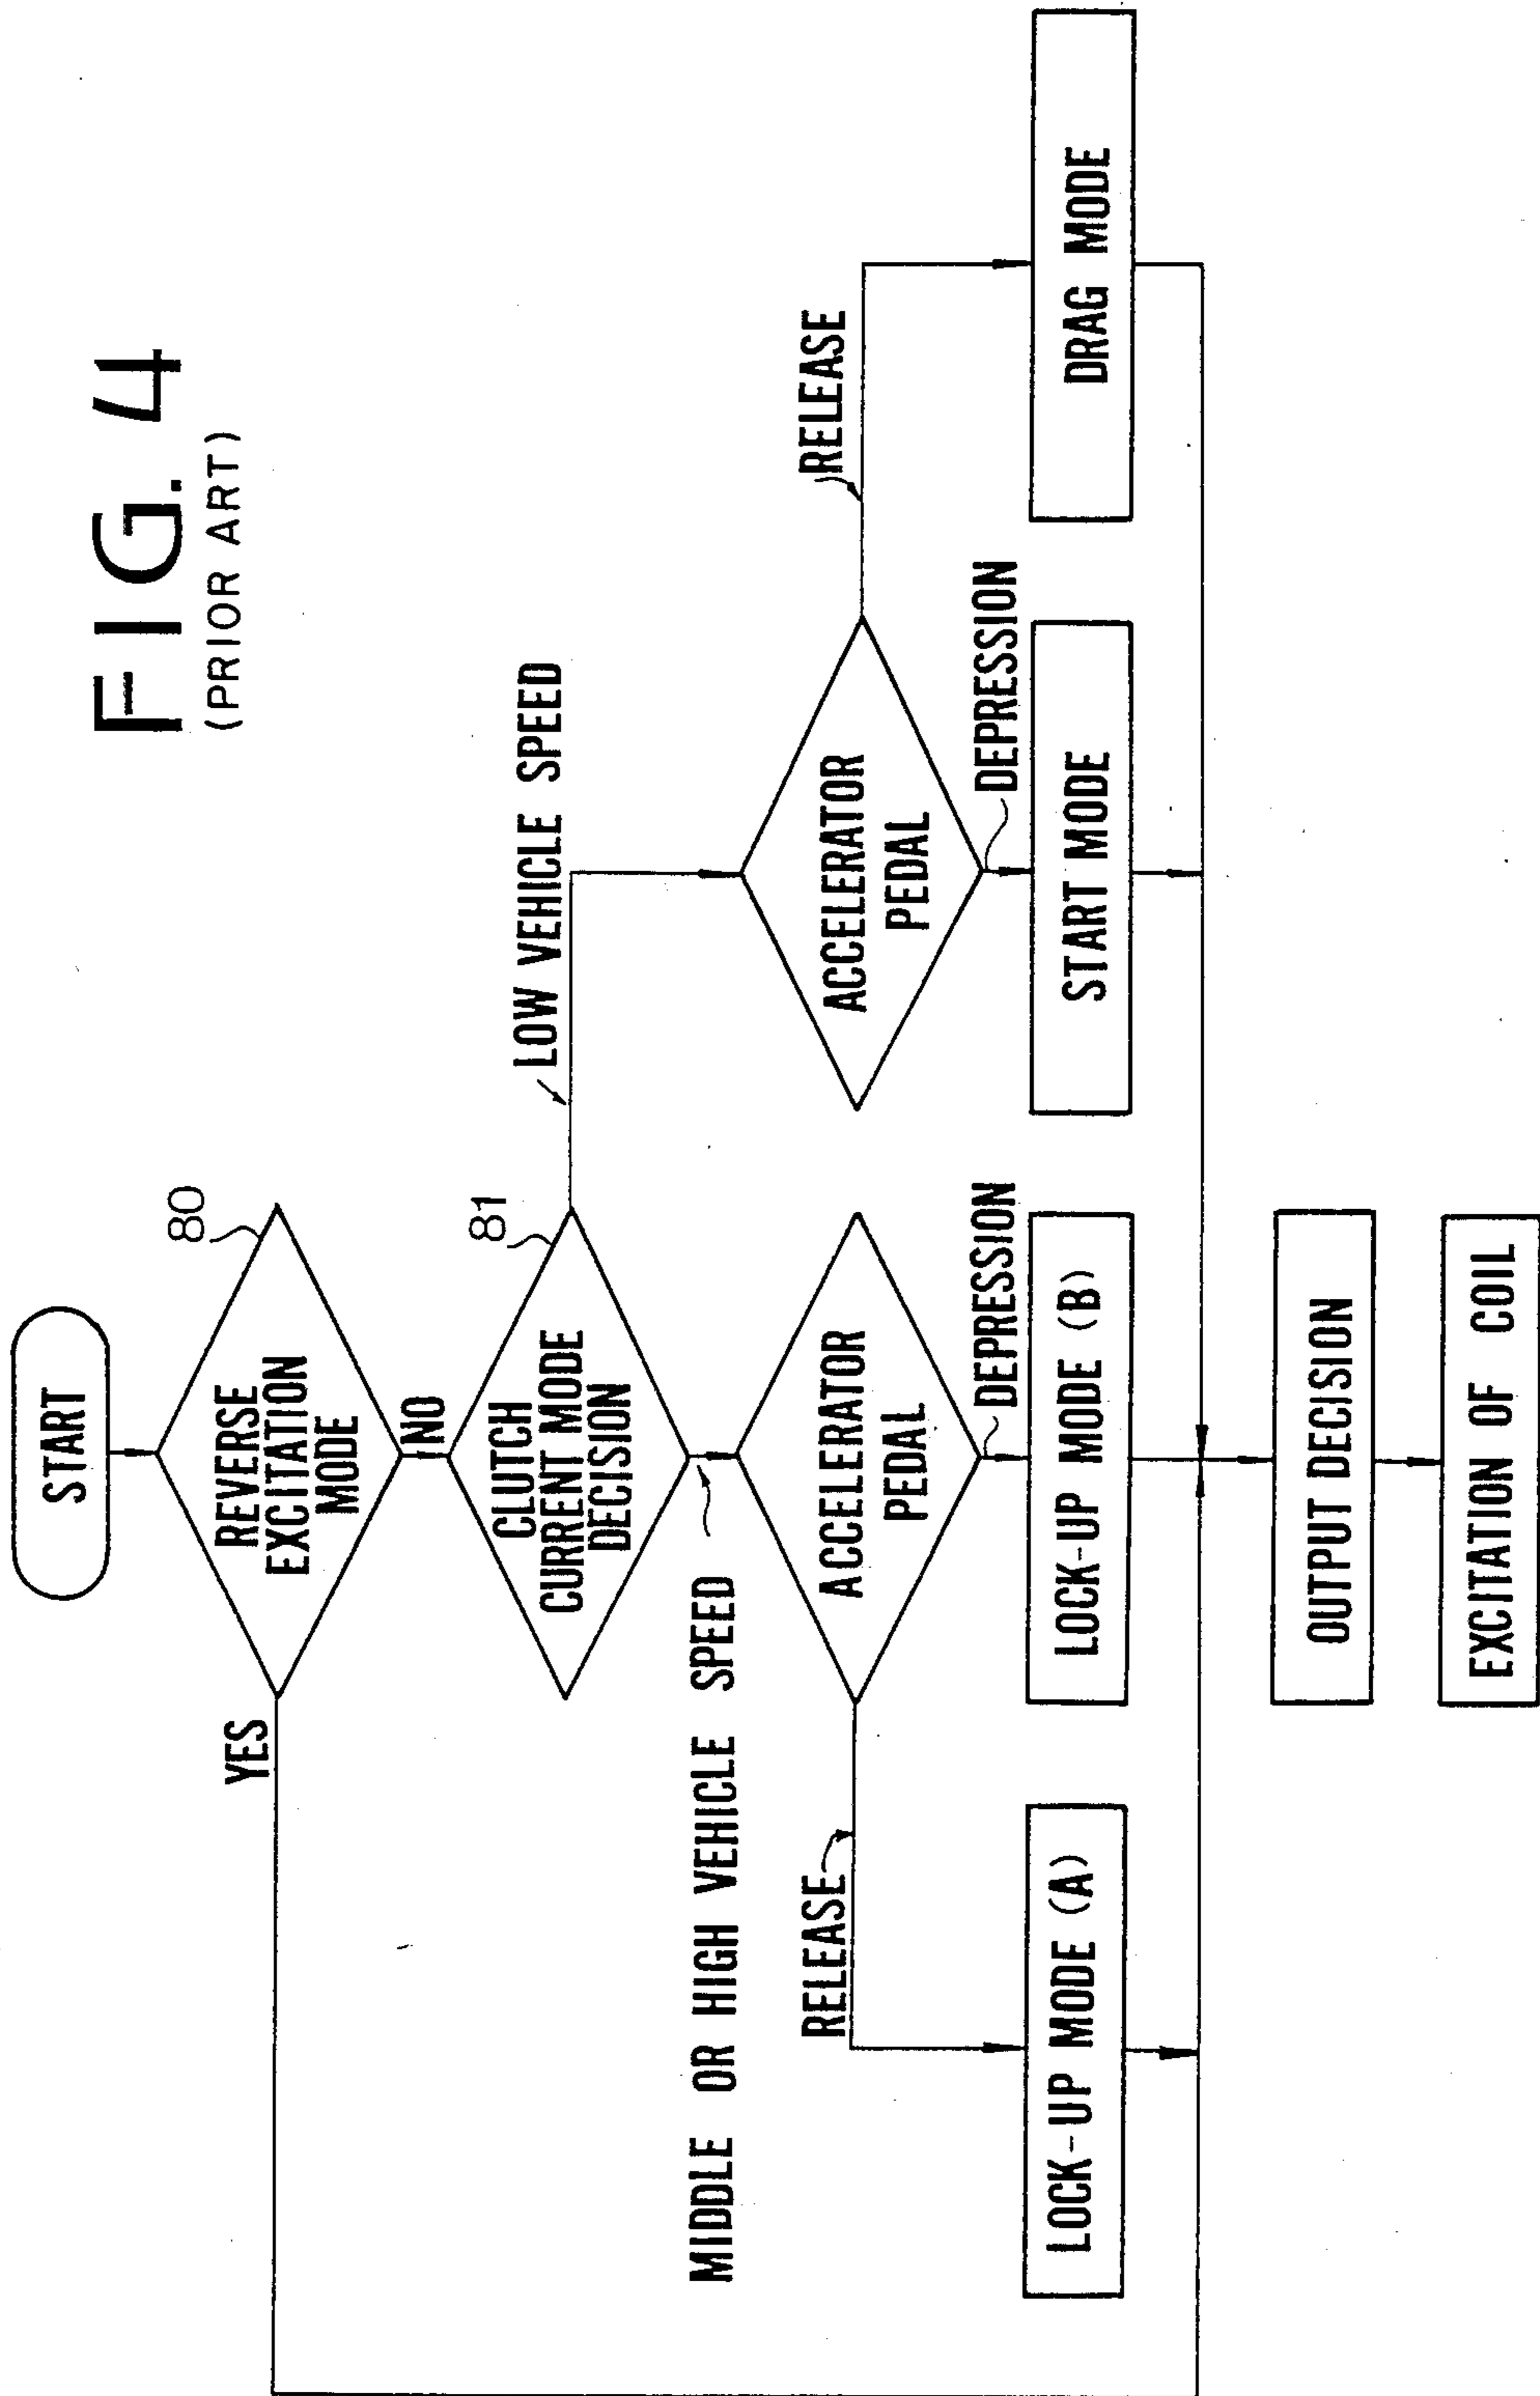 FIG. 4
(PRIOR ART)
START
80
REVERSE
EXCITATION
MODE
YES
NO
81
CLUTCH
CURRENT MODE
DECISION
LOW VEHICLE SPEED
MIDDLE OR HIGH VEHICLE SPEED
ACCELERATOR
PEDAL
ACCELERATOR
PEDAL
RELEASE
DEPRESSION
DEPRESSION
RELEASE
LOCK-UP MODE (A)
LOCK-UP MODE (B)
START MODE
DRAG MODE
OUTPUT DECISION
EXCITATION OF COIL